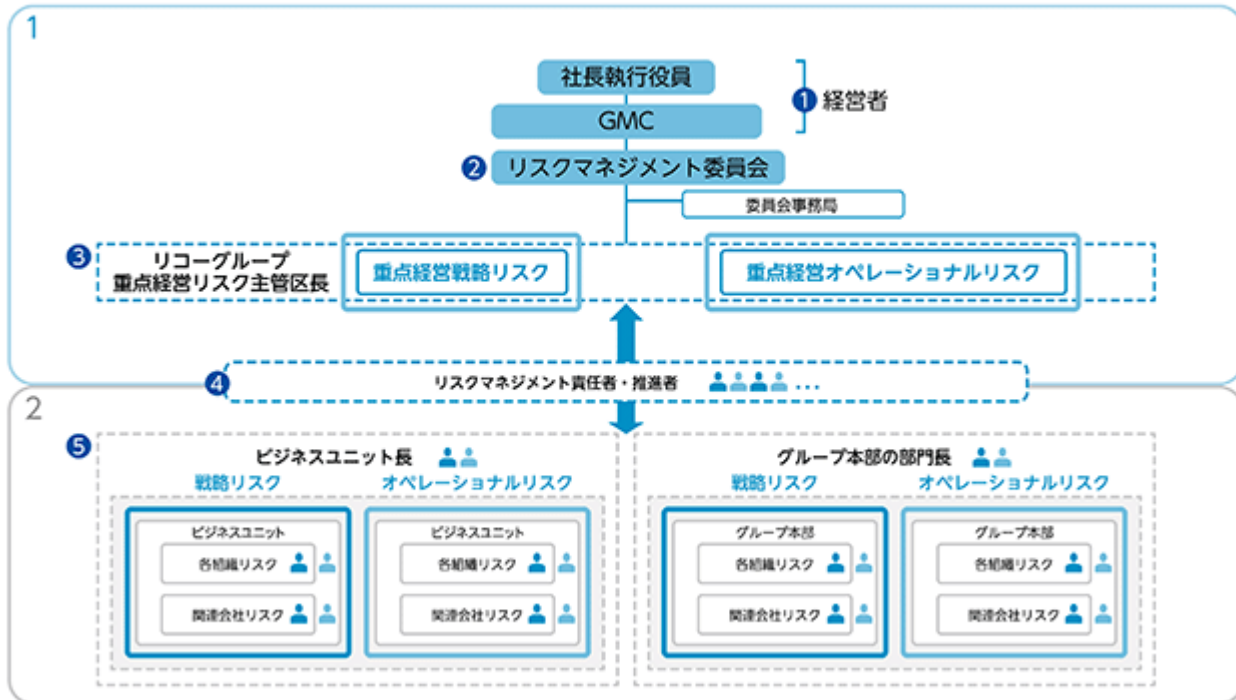 1
社長執行役員
GMC
1 経営者
2 リスクマネジメント委員会
委員会事務局
3 リコーグループ
重点経営リスク主管区長
重点経営戦略リスク
重点経営オペレーショナルリスク
4 リスクマネジメント責任者・推進者 ...
2
5
ビジネスユニット長
戦略リスク
オペレーショナルリスク
ビジネスユニット
各組織リスク
関連会社リスク
ビジネスユニット
各組織リスク
関連会社リスク
グループ本部の部門長
戦略リスク
オペレーショナルリスク
グループ本部
各組織リスク
関連会社リスク
グループ本部
各組織リスク
関連会社リスク